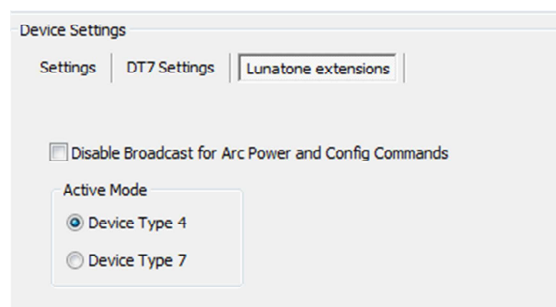 Device Settings
Settings DT7 Settings Lunatone extensions
Disable Broadcast for Arc Power and Config Commands
Active Mode
Device Type 4
Device Type 7